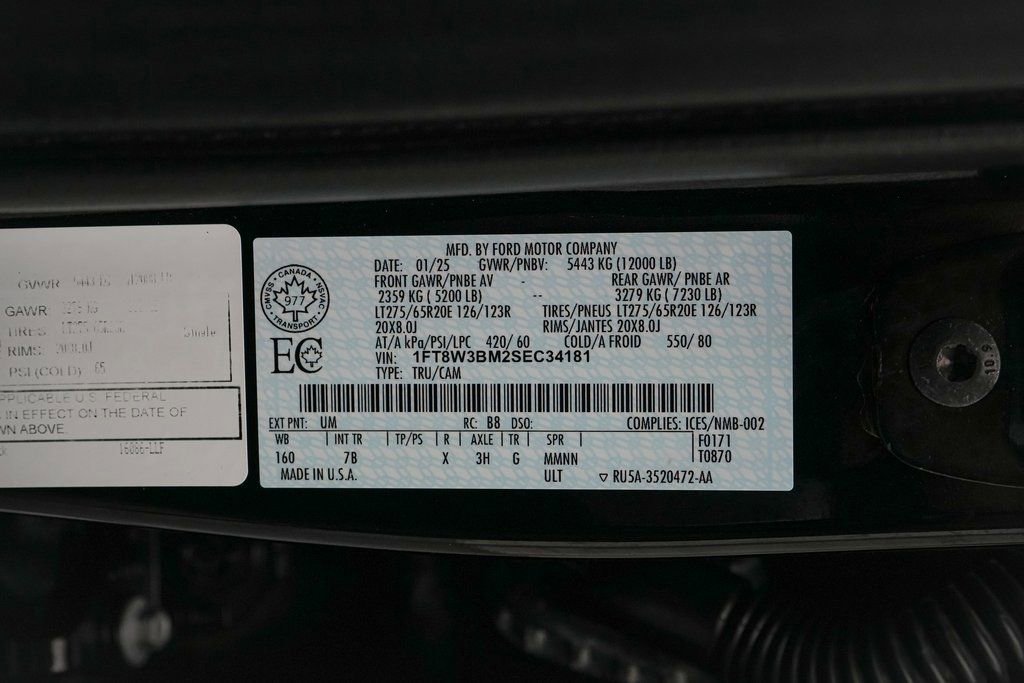 GVWR
GAWR:
TIRES:
Single
RIMS:
PSI (COLD) 65
APPLICABLE U.S. FEDERAL
IN EFFECT ON THE DATE OF
WN ABOVE.
MFD. BY FORD MOTOR COMPANY
DATE: 01/25 GVWR/PNBV: 5443 KG (12000 LB)
FRONT GAWR/PNBE AV - REAR GAWR/ PNBE AR
2359 KG ( 5200 LB) -- 3279 KG ( 7230 LB)
LT275/65R20E 126/123R TIRES/PNEUS LT275/65R20E 126/123R
20X8.0J RIMS/JANTES 20X8.0J
AT/A kPa/PSI/LPC 420/ 60 COLD/A FROID 550/ 80
VIN: 1FT8W3BM2SEC34181
TYPE: TRU/CAM
CANADA
CMVSS
NSVAC
977
TRANSPORT
EC
EXT PNT: UM RC: B8 DSO: COMPLIES: ICES/NMB-002
WB INT TR TP/PS R AXLE TR SPR F0171
160 7B X 3H G MMNN T0870
MADE IN U.S.A. ULT ▽ RU5A-3520472-AA
10.9